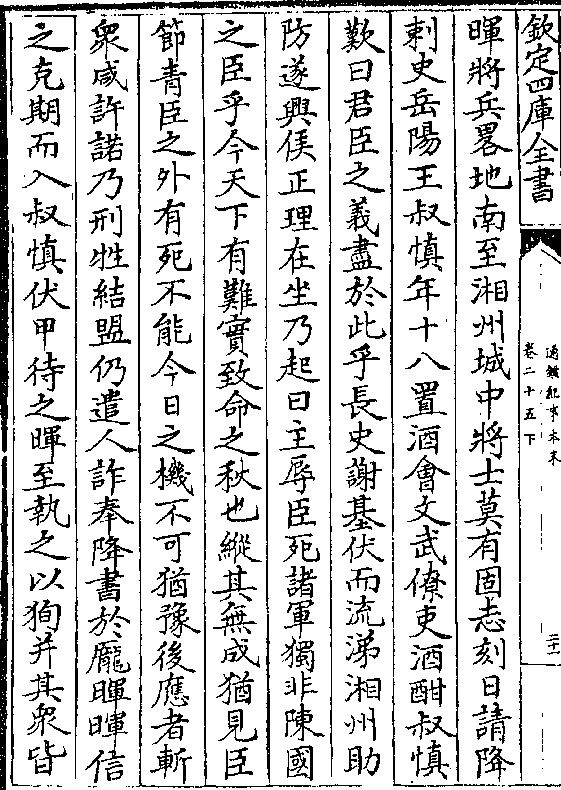 欽定四庫全書
通鑑紀事本末
卷二十五下
二十
暉將兵畧地南至湘州城中將士莫有固志刻日請降
刺史岳陽王叔慎年十八置酒會文武僚吏酒酣叔慎
歎曰君臣之義盡於此乎長史謝基伏而流涕湘州助
防遂興侯正理在坐乃起曰主辱臣死諸軍獨非陳國
之臣乎今天下有難實致命之秋也縱其無成猶見臣
節青臣之外有死不能今日之機不可猶豫後應者斬
衆咸許諾乃刑牲結盟仍遣人詐奉降書於龐暉暉信
之克期而入叔慎伏甲待之暉至執之以狥并其衆皆